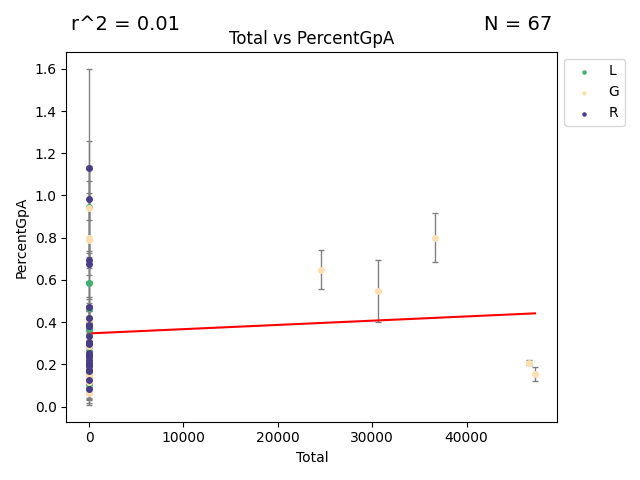 r^2 = 0.01
N = 67
Total vs PercentGpA
L
G
R
PercentGpA
1.6
1.4
1.2
1.0
0.8
0.6
0.4
0.2
0.0
0
10000
20000
30000
40000
Total